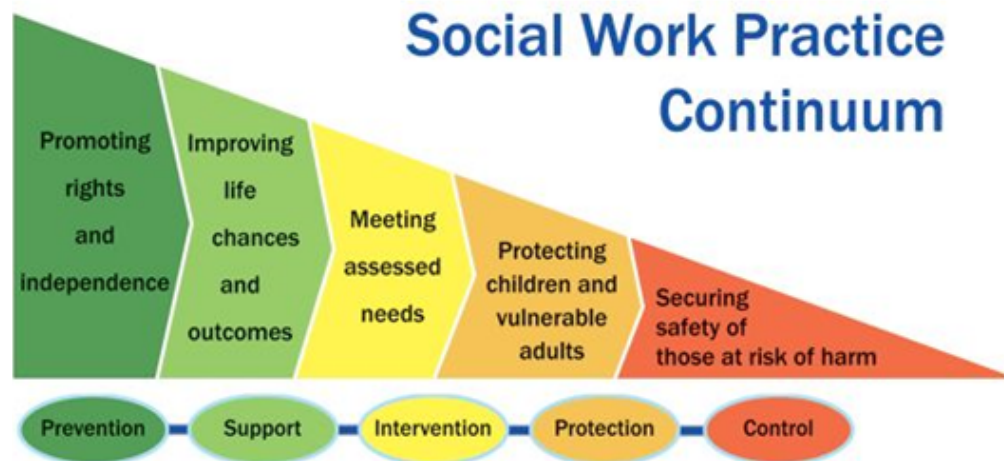 Social Work Practice
Continuum
Promoting
rights
and
independence
Improving
life
chances
and
outcomes
Meeting
assessed
needs
Protecting
children and
vulnerable
adults
Securing
safety of
those at risk of harm
Prevention
Support
Intervention
Protection
Control